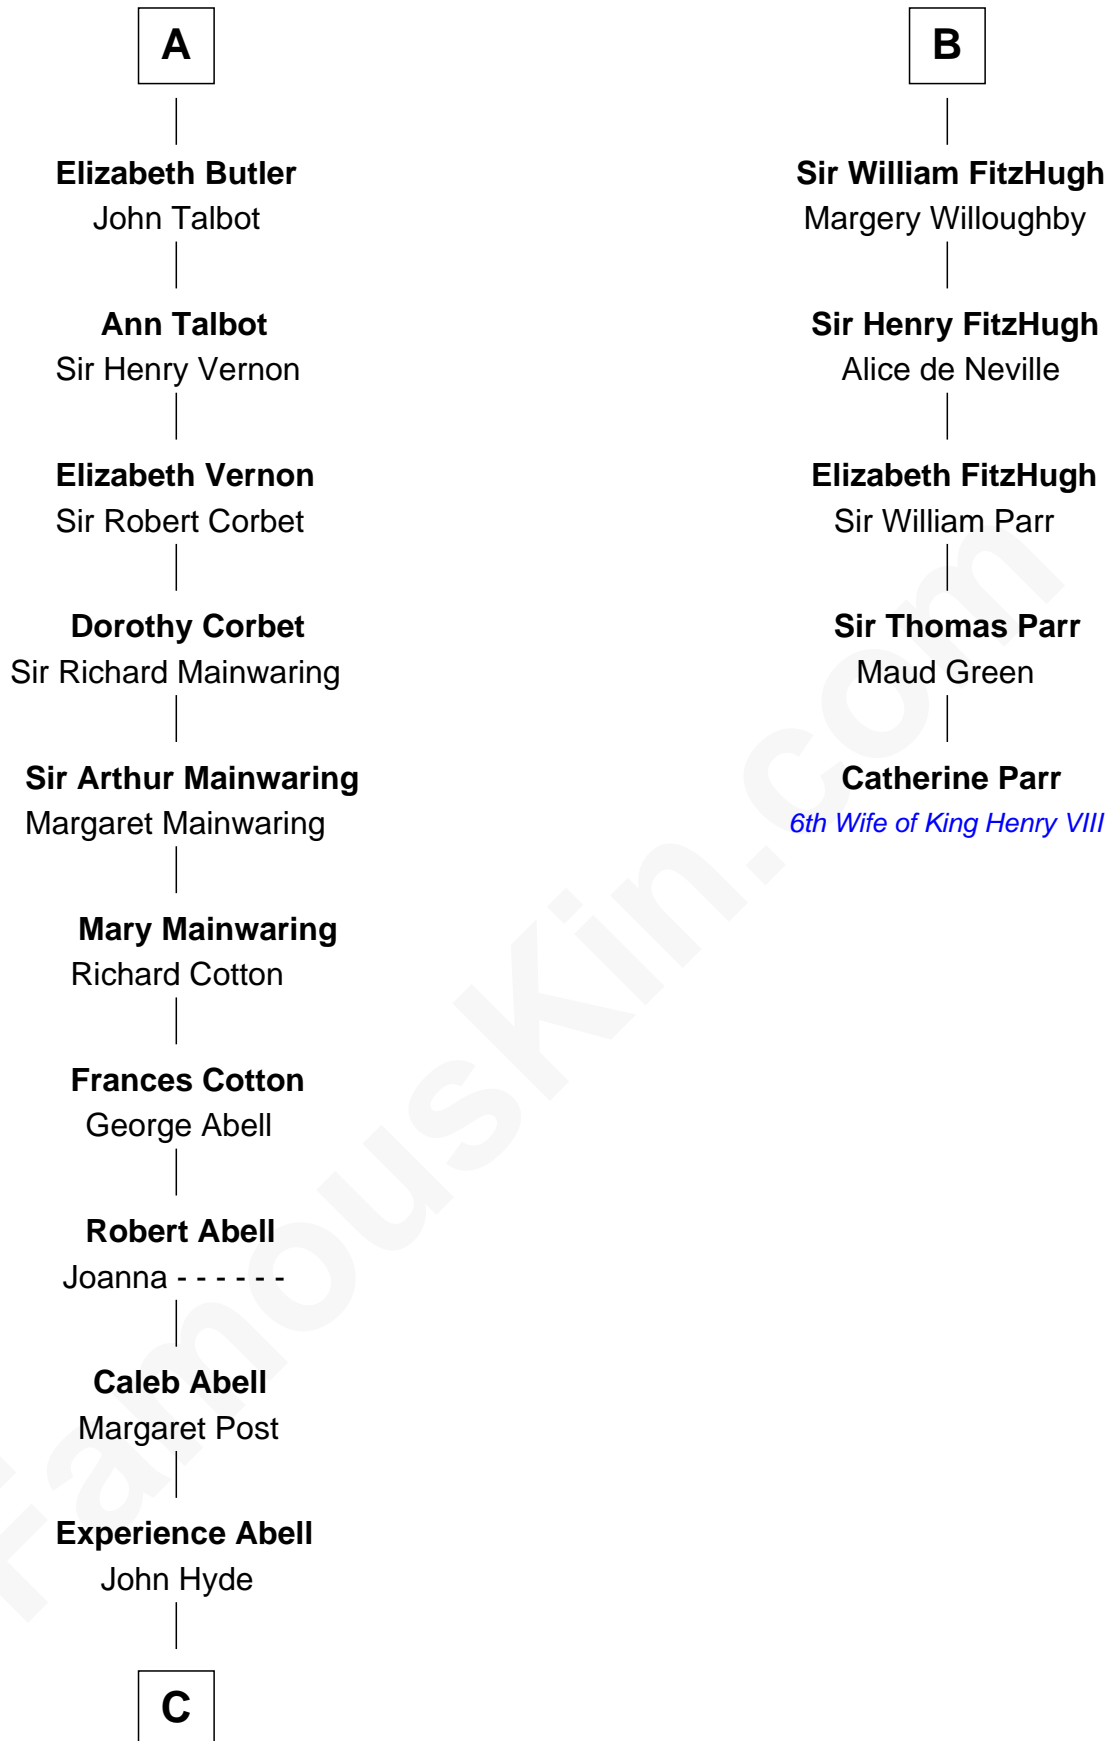 A
Elizabeth Butler
John Talbot
Ann Talbot
Sir Henry Vernon
Elizabeth Vernon
Sir Robert Corbet
Dorothy Corbet
Sir Richard Mainwaring
Sir Arthur Mainwaring
Margaret Mainwaring
Mary Mainwaring
Richard Cotton
Frances Cotton
George Abell
Robert Abell
Joanna - - - - - -
Caleb Abell
Margaret Post
Experience Abell
John Hyde
C
B
Sir William FitzHugh
Margery Willoughby
Sir Henry FitzHugh
Alice de Neville
Elizabeth FitzHugh
Sir William Parr
Sir Thomas Parr
Maud Green
Catherine Parr
6th Wife of King Henry VIII
FamousKin.com